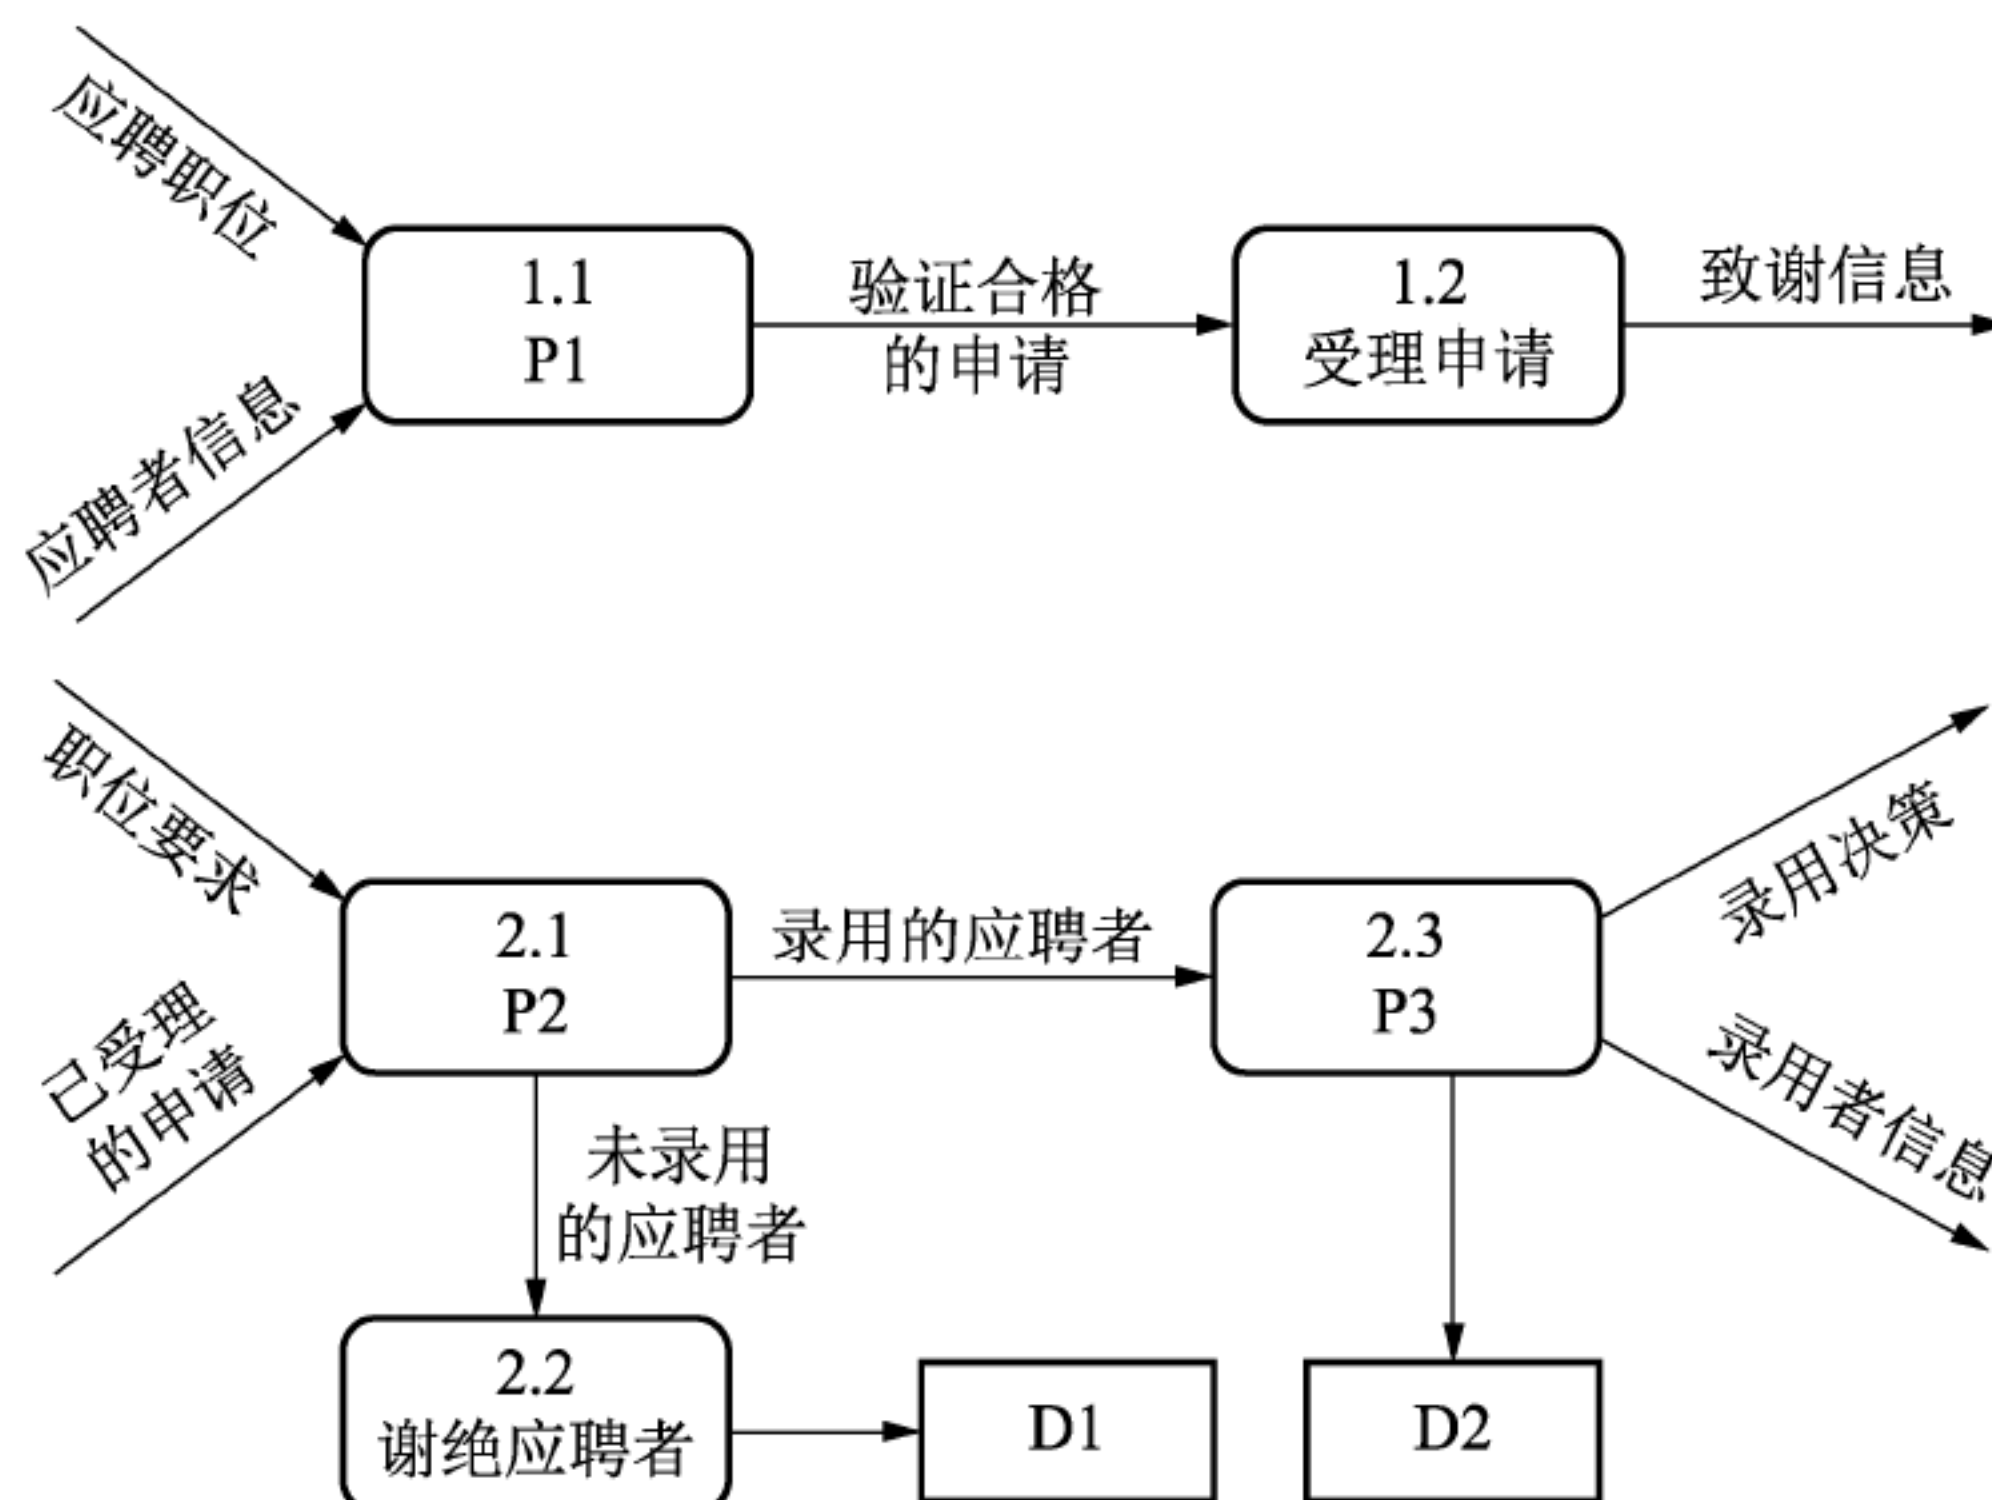 应聘职位
应聘者信息
1.1
P1
验证合格
的申请
1.2
受理申请
致谢信息
职位要求
已受理
的申请
2.1
P2
录用的应聘者
2.3
P3
录用决策
录用者信息
未录用
的应聘者
2.2
谢绝应聘者
D1
D2